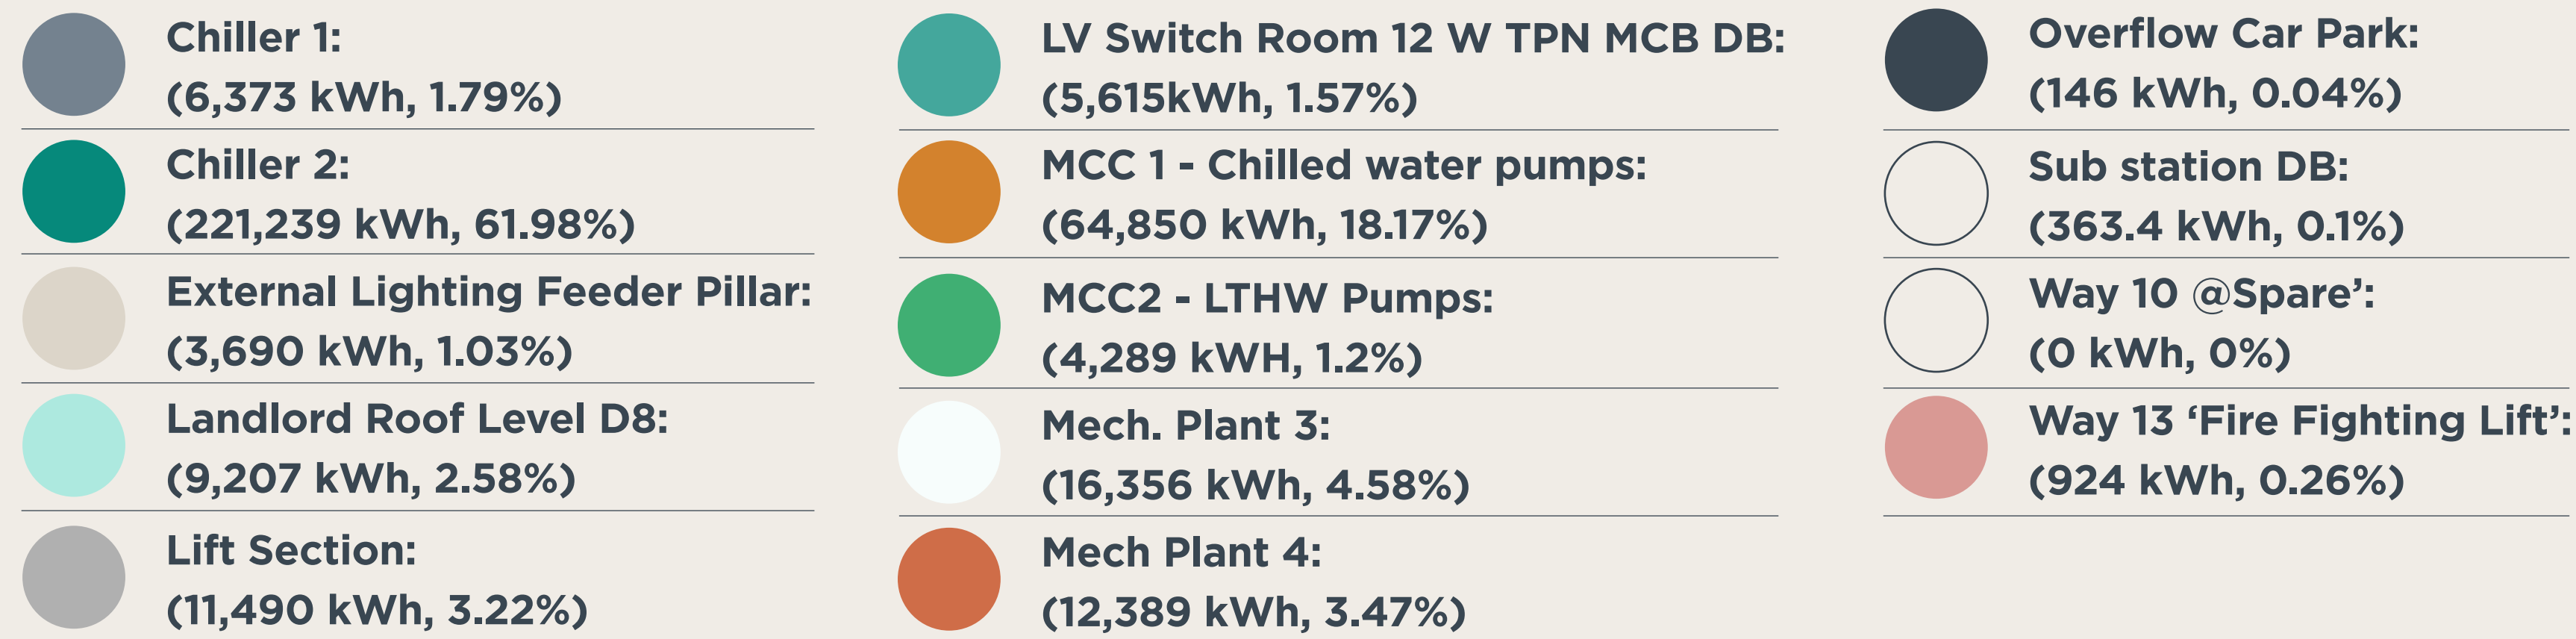 Chiller 1:
(6,373 kWh, 1.79%)
Chiller 2:
(221,239 kWh, 61.98%)
External Lighting Feeder Pillar:
(3,690 kWh, 1.03%)
Landlord Roof Level D8:
(9,207 kWh, 2.58%)
Lift Section:
(11,490 kWh, 3.22%)
LV Switch Room 12 W TPN MCB DB:
(5,615kWh, 1.57%)
MCC 1 - Chilled water pumps:
(64,850 kWh, 18.17%)
MCC2 - LTHW Pumps:
(4,289 kWH, 1.2%)
Mech. Plant 3:
(16,356 kWh, 4.58%)
Mech Plant 4:
(12,389 kWh, 3.47%)
Overflow Car Park:
(146 kWh, 0.04%)
Sub station DB:
(363.4 kWh, 0.1%)
Way 10 @Spare’:
(0 kWh, 0%)
Way 13 ‘Fire Fighting Lift’:
(924 kWh, 0.26%)